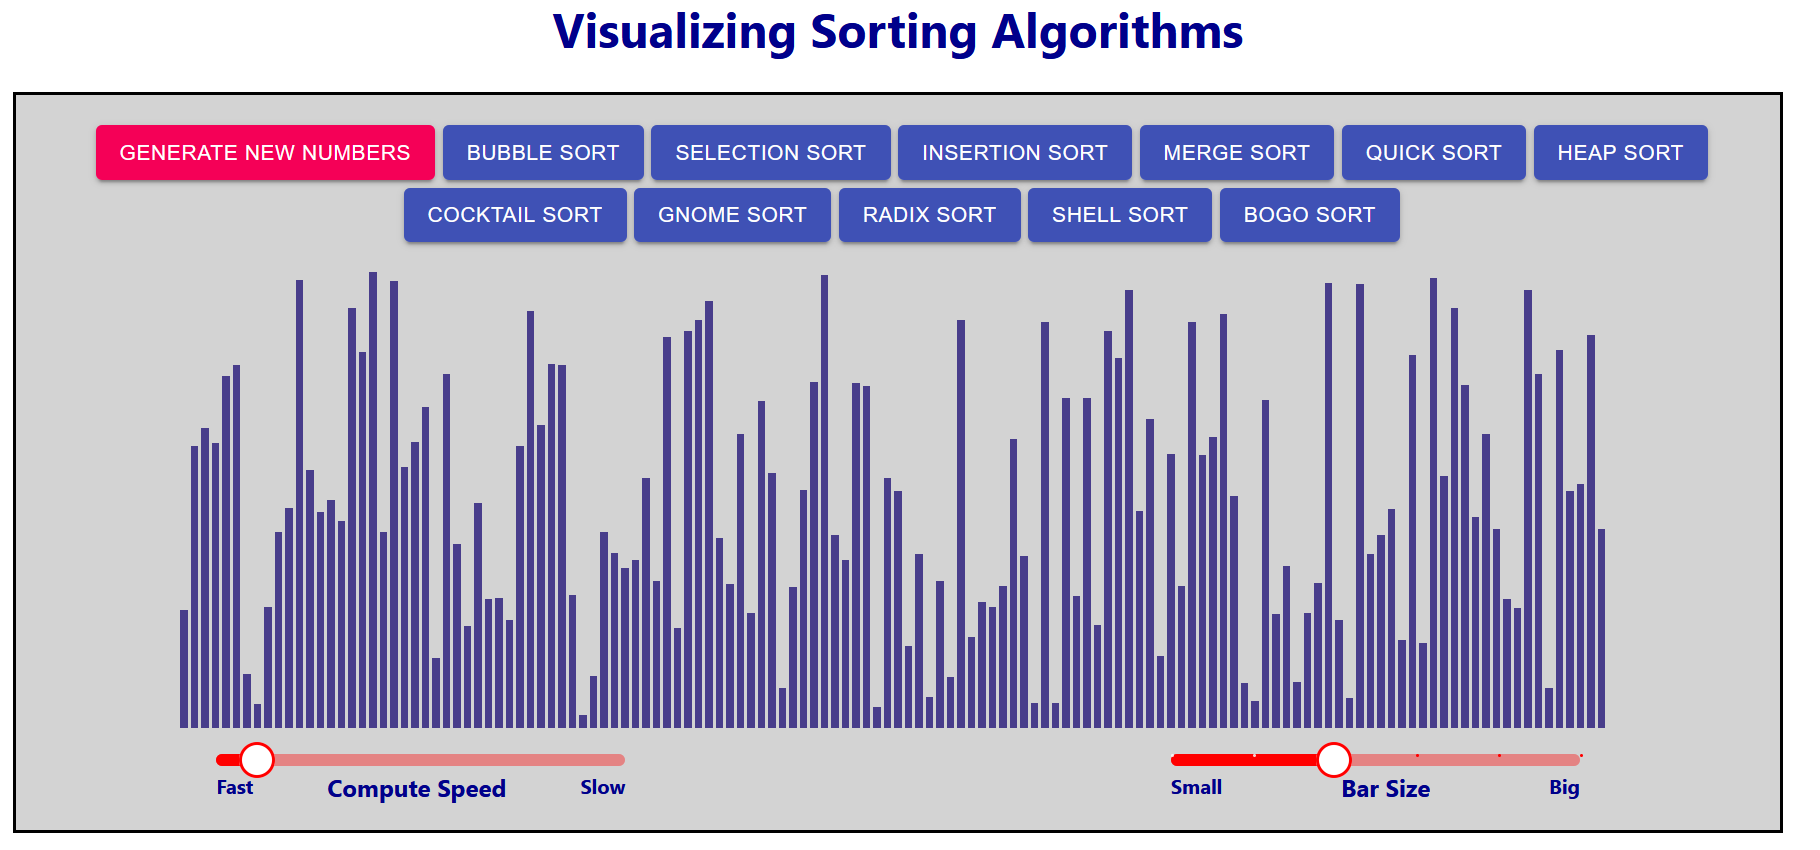 Visualizing Sorting Algorithms
GENERATE NEW NUMBERS BUBBLE SORT SELECTION SORT INSERTION SORT MERGE SORT QUICK SORT HEAP SORT
COCKTAIL SORT GNOME SORT RADIX SORT SHELL SORT BOGO SORT
Fast Compute Speed Slow Small Bar Size Big